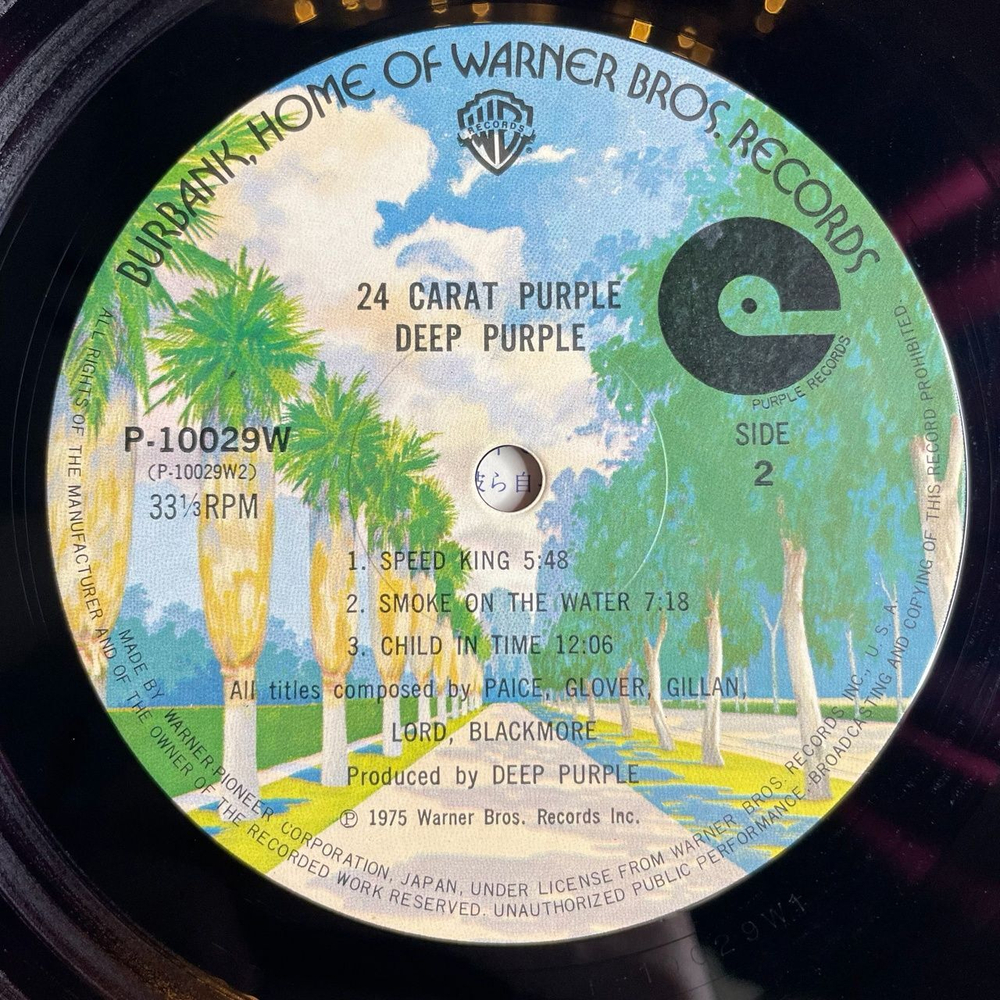 BURBANK, HOME OF WARNER BROS. RECORDS
RECORDS
24 CARAT PURPLE
DEEP PURPLE
PURPLE RECORDS
P-10029W
(P-10029W2)
33⅓RPM
SIDE
2
ら自
1. SPEED KING 5:48
2. SMOKE ON THE WATER 7:18
3. CHILD IN TIME 12:06
All titles composed by PAICE, GLOVER, GILLAN,
LORD, BLACKMORE
Produced by DEEP PURPLE
℗ 1975 Warner Bros. Records Inc.
MADE BY WARNER PIONEER CORPORATION, JAPAN, UNDER LICENSE FROM WARNER BROS. RECORDS INC., U. S. A.
ALL RIGHTS OF THE MANUFACTURER AND OF THE OWNER OF THE RECORDED WORK RESERVED. UNAUTHORIZED PUBLIC PERFORMANCE. BROADCASTING AND COPYING OF THIS RECORD PROHIBITED.